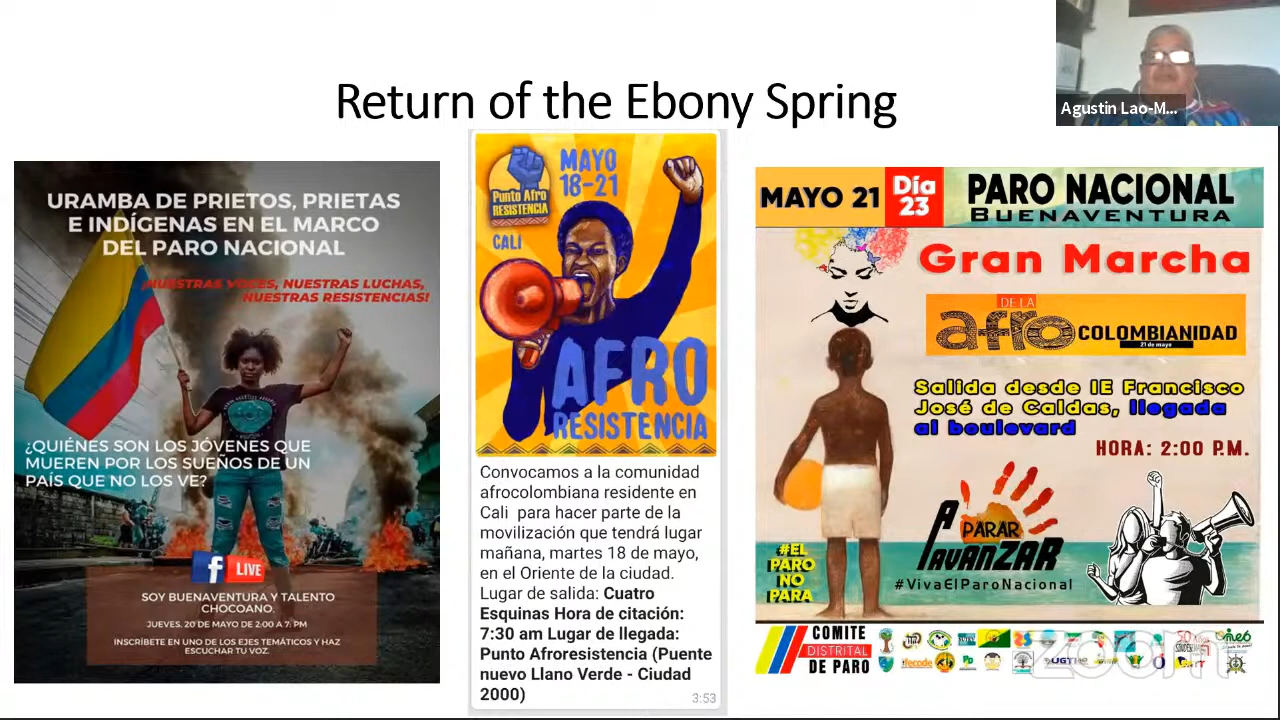 Return of the Ebony Spring
Agustin Lao-M...
URAMBA DE PRIETOS, PRIETAS
E INDÍGENAS EN EL MARCO
DEL PARO NACIONAL
¡NUESTRAS VOCES, NUESTRAS LUCHAS,
NUESTRAS RESISTENCIAS!
¿QUIÉNES SON LOS JÓVENES QUE
MUEREN POR LOS SUEÑOS DE UN
PAÍS QUE NO LOS VE?
f LIVE
SOY BUENAVENTURA Y TALENTO
CHOCOANO.
JUEVES. 20 DE MAYO DE 2:00 A 7: PM
INSCRÍBETE EN UNO DE LOS EJES TEMÁTICOS Y HAZ
ESCUCHAR TU VOZ.
Punto Afro
RESISTENCIA
MAYO
18-21
CALI
AFRO
RESISTENCIA
Convocamos a la comunidad
afrocolombiana residente en
Cali para hacer parte de la
movilización que tendrá lugar
mañana, martes 18 de mayo,
en el Oriente de la ciudad.
Lugar de salida: Cuatro
Esquinas Hora de citación:
7:30 am Lugar de llegada:
Punto Afroresistencia (Puente
nuevo Llano Verde - Ciudad
2000)
3:53
MAYO 21
Día
23
PARO NACIONAL
BUENAVENTURA
Gran Marcha
DE LA
afro COLOMBIANIDAD
21 de mayo
Salida desde IE Francisco
José de Caldas, llegada
al boulevard
HORA: 2:00 P.M.
A PARAR
PA AVANZAR
#VivaElParoNacional
#EL
PARO
NO
PARA
COMITE
DISTRITAL
DE PARO
fecode
zoom